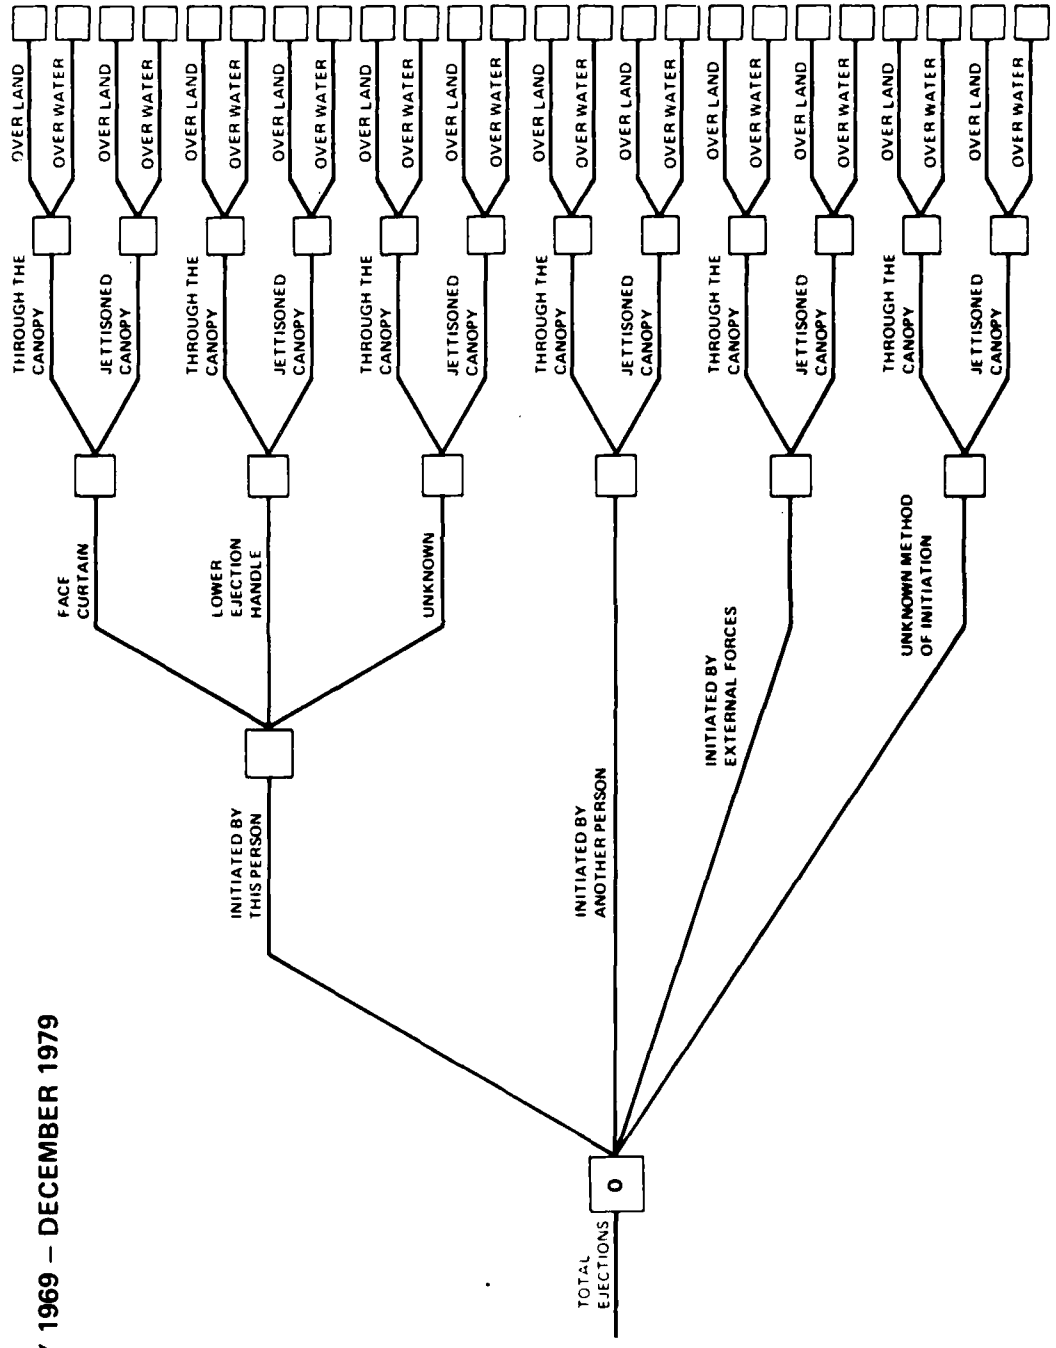 1969 – DECEMBER 1979
TOTAL
EJECTIONS
0
INITIATED BY
THIS PERSON
INITIATED BY
ANOTHER PERSON
INITIATED BY
EXTERNAL FORCES
UNKNOWN METHOD
OF INITIATION
FACE
CURTAIN
LOWER
EJECTION
HANDLE
UNKNOWN
THROUGH THE
CANOPY
JETTISONED
CANOPY
THROUGH THE
CANOPY
JETTISONED
CANOPY
THROUGH THE
CANOPY
JETTISONED
CANOPY
THROUGH THE
CANOPY
JETTISONED
CANOPY
THROUGH THE
CANOPY
JETTISONED
CANOPY
THROUGH THE
CANOPY
JETTISONED
CANOPY
OVER LAND
OVER WATER
OVER LAND
OVER WATER
OVER LAND
OVER WATER
OVER LAND
OVER WATER
OVER LAND
OVER WATER
OVER LAND
OVER WATER
OVER LAND
OVER WATER
OVER LAND
OVER WATER
OVER LAND
OVER WATER
OVER LAND
OVER WATER
OVER LAND
OVER WATER
OVER LAND
OVER WATER